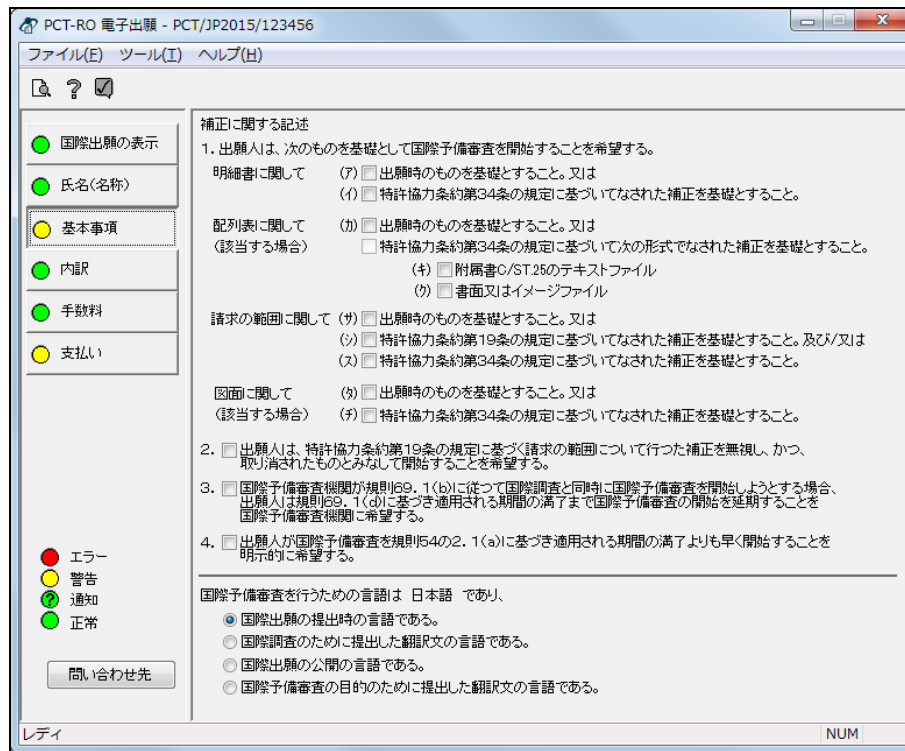 PCT-RO 電子出願 - PCT/JP2015/123456
ファイル(F) ツール(T) ヘルプ(H)
国際出願の表示
氏名(名称)
基本事項
内訳
手数料
支払い
エラー
警告
通知
正常
問い合わせ先
補正に関する記述
1. 出願人は、次のものを基礎として国際予備審査を開始することを希望する。
明細書に関して (ア) 出願時のものを基礎とすること。又は
(イ) 特許協力条約第34条の規定に基づいてなされた補正を基礎とすること。
配列表に関して (カ) 出願時のものを基礎とすること。又は
(該当する場合) 特許協力条約第34条の規定に基づいて次の形式でなされた補正を基礎とすること。
(キ) 附属書C/ST.25のテキストファイル
(ク) 書面又はイメージファイル
請求の範囲に関して (サ) 出願時のものを基礎とすること。又は
(シ) 特許協力条約第19条の規定に基づいてなされた補正を基礎とすること。及び/又は
(ス) 特許協力条約第34条の規定に基づいてなされた補正を基礎とすること。
図面に関して (タ) 出願時のものを基礎とすること。又は
(該当する場合) (チ) 特許協力条約第34条の規定に基づいてなされた補正を基礎とすること。
2. 出願人は、特許協力条約第19条の規定に基づく請求の範囲について行つた補正を無視し、かつ、
取り消されたものとみなして開始することを希望する。
3. 国際予備審査機関が規則69. 1(b)に従つて国際調査と同時に国際予備審査を開始しようとする場合、
出願人は規則69. 1(d)に基づき適用される期間の満了まで国際予備審査の開始を延期することを
国際予備審査機関に希望する。
4. 出願人が国際予備審査を規則54の2. 1(a)に基づき適用される期間の満了よりも早く開始することを
明示的に希望する。
国際予備審査を行うための言語は 日本語 であり、
国際出願の提出時の言語である。
国際調査のために提出した翻訳文の言語である。
国際出願の公開の言語である。
国際予備審査の目的のために提出した翻訳文の言語である。
レディ NUM